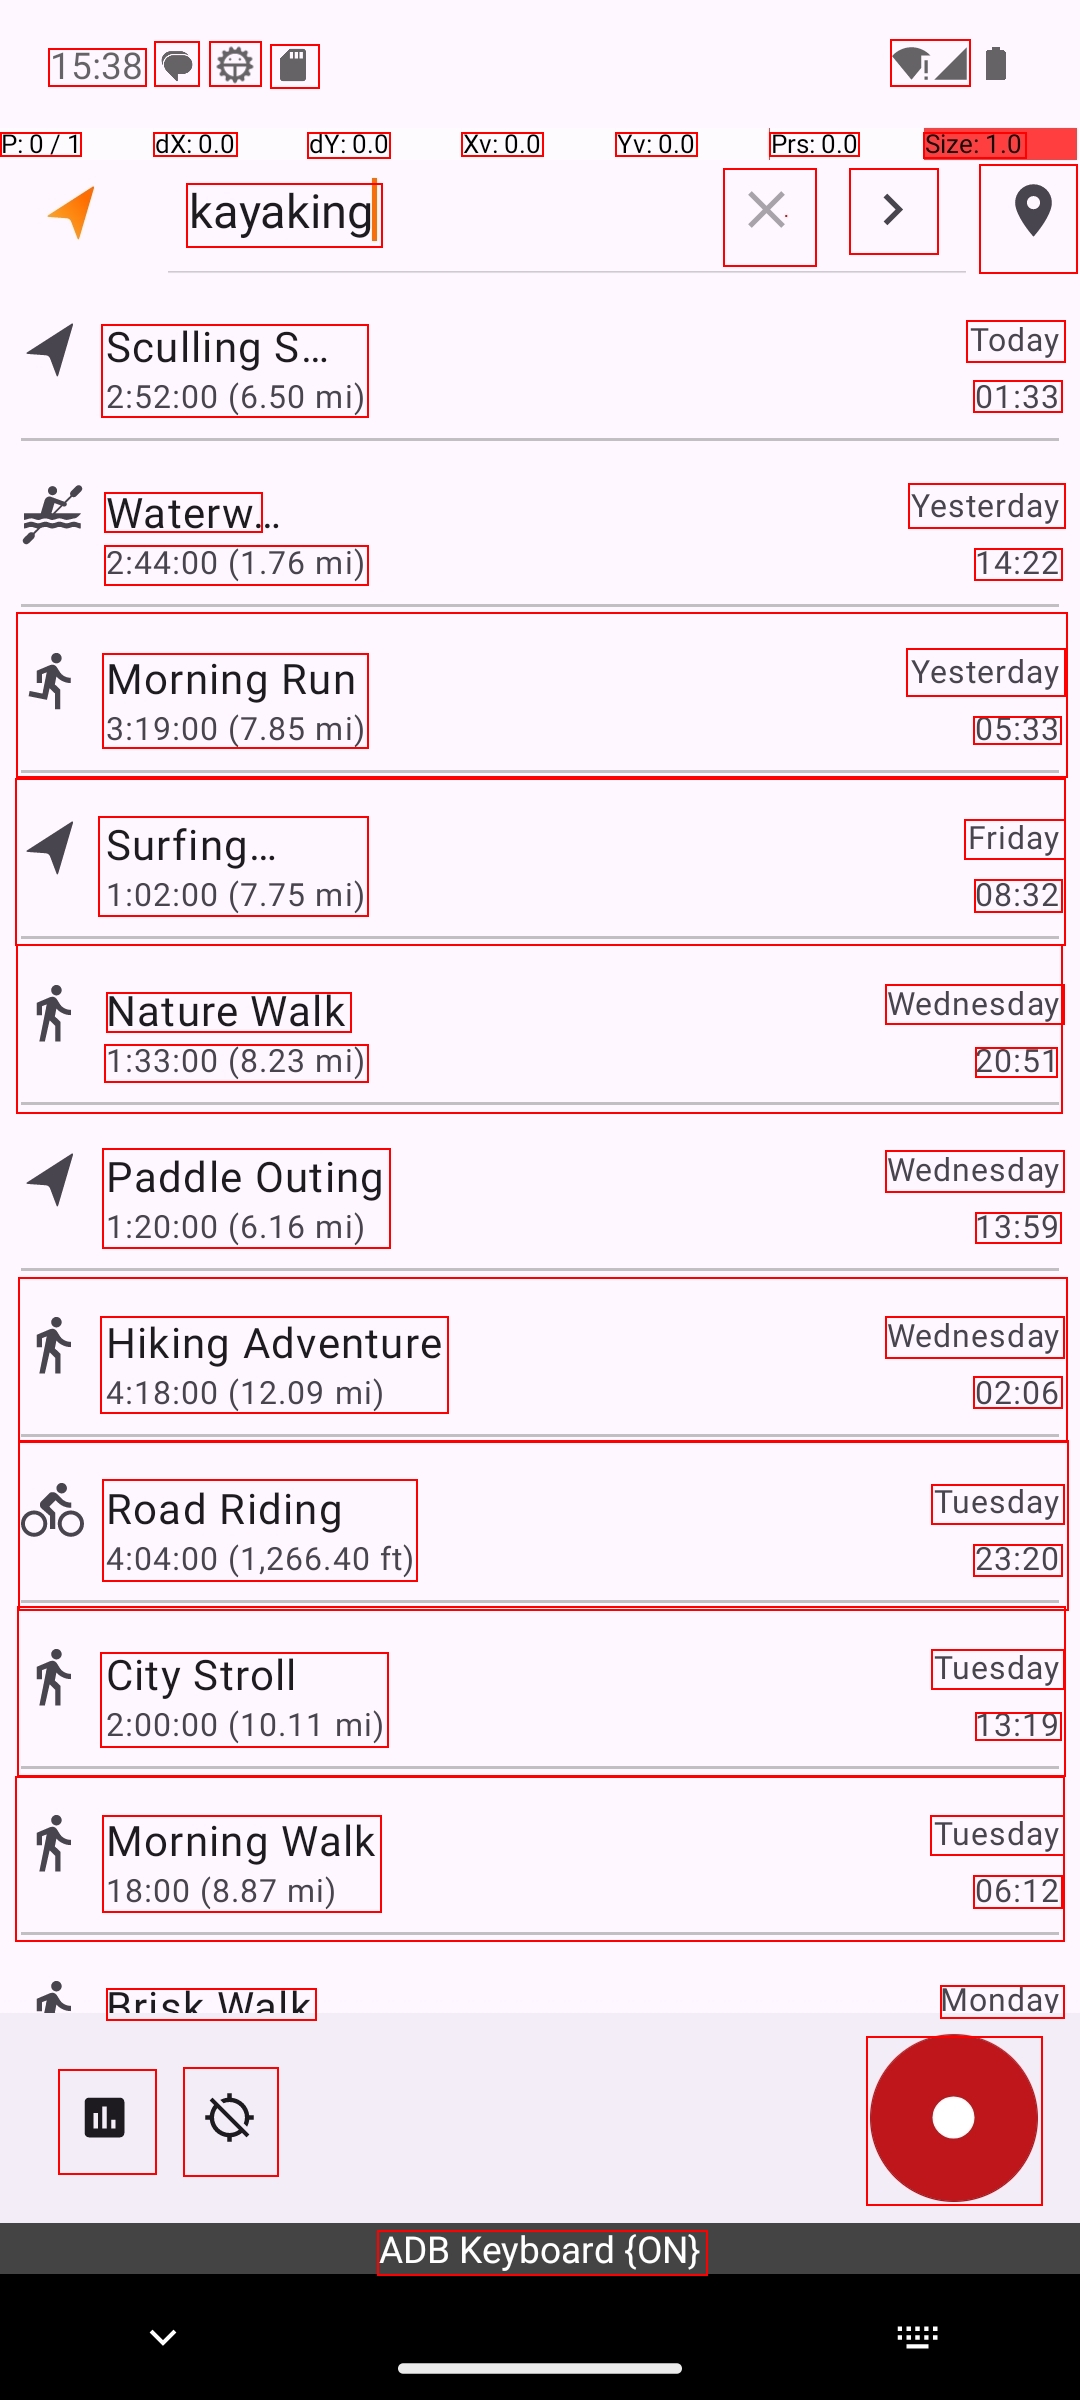 15:38
P: 0 / 1 dX: 0.0 dY: 0.0 Xv: 0.0 Yv: 0.0 Prs: 0.0 Size: 1.0
kayaking
Sculling S… Today
2:52:00 (6.50 mi) 01:33
Waterw… Yesterday
2:44:00 (1.76 mi) 14:22
Morning Run Yesterday
3:19:00 (7.85 mi) 05:33
Surfing… Friday
1:02:00 (7.75 mi) 08:32
Nature Walk Wednesday
1:33:00 (8.23 mi) 20:51
Paddle Outing Wednesday
1:20:00 (6.16 mi) 13:59
Hiking Adventure Wednesday
4:18:00 (12.09 mi) 02:06
Road Riding Tuesday
4:04:00 (1,266.40 ft) 23:20
City Stroll Tuesday
2:00:00 (10.11 mi) 13:19
Morning Walk Tuesday
18:00 (8.87 mi) 06:12
Brisk Walk Monday
ADB Keyboard {ON}